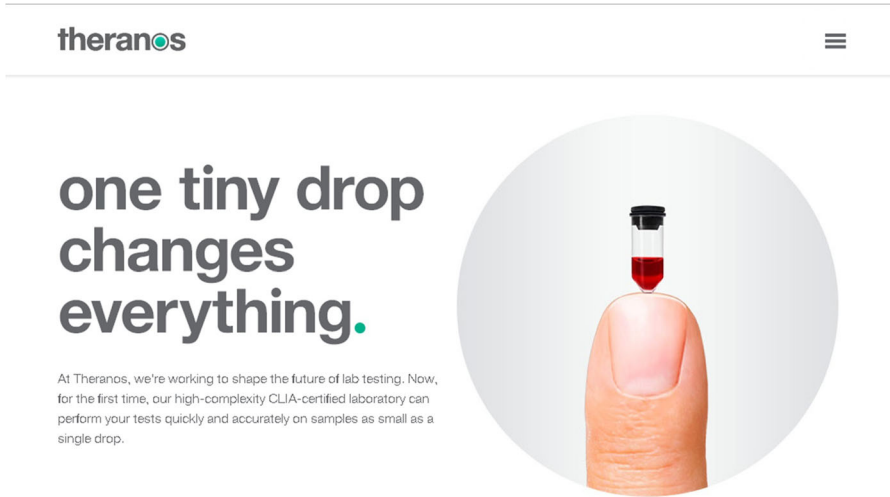 theranos
one tiny drop
changes
everything.
At Theranos, we're working to shape the future of lab testing. Now,
for the first time, our high-complexity CLIA-certified laboratory can
perform your tests quickly and accurately on samples as small as a
single drop.